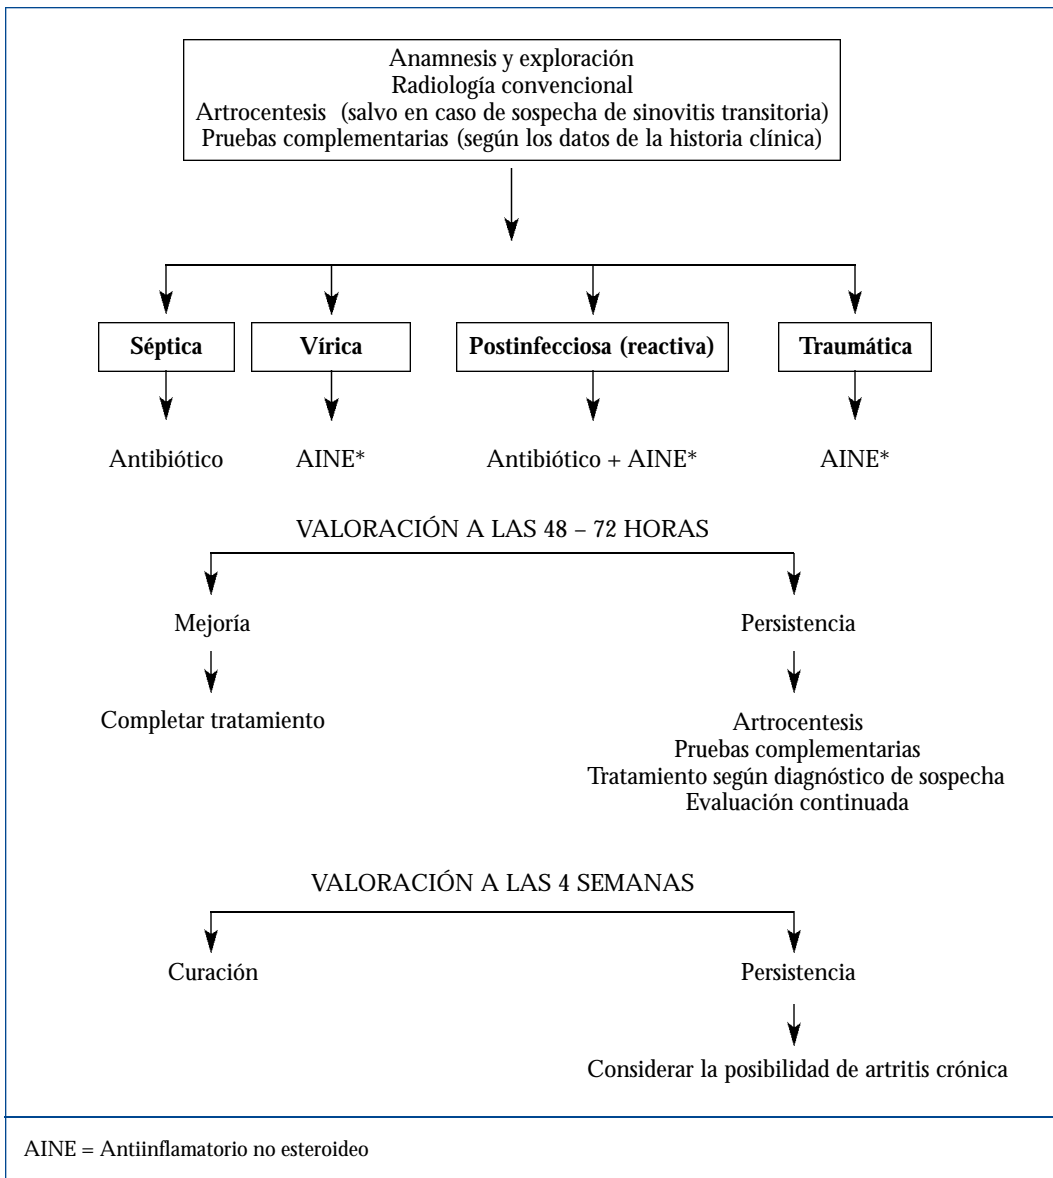 Anamnesis y exploración
Radiología convencional
Artrocentesis (salvo en caso de sospecha de sinovitis transitoria)
Pruebas complementarias (según los datos de la historia clínica)
Séptica
Vírica
Postinfecciosa (reactiva)
Traumática
Antibiótico
AINE*
Antibiótico + AINE*
AINE*
VALORACIÓN A LAS 48 – 72 HORAS
Mejoría
Persistencia
Completar tratamiento
Artrocentesis
Pruebas complementarias
Tratamiento según diagnóstico de sospecha
Evaluación continuada
VALORACIÓN A LAS 4 SEMANAS
Curación
Persistencia
Considerar la posibilidad de artritis crónica
AINE = Antiinflamatorio no esteroideo